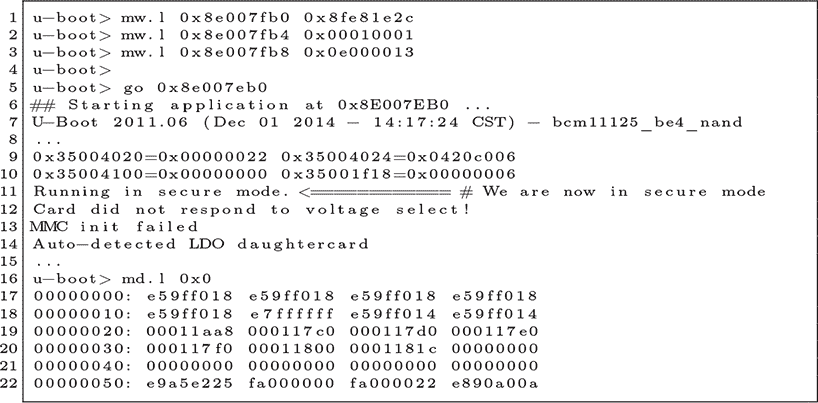 1 u-boot> mw.l 0x8e007fb0 0x8fe81e2c
2 u-boot> mw.l 0x8e007fb4 0x00010001
3 u-boot> mw.l 0x8e007fb8 0x0e000013
4 u-boot>
5 u-boot> go 0x8e007eb0
6 ## Starting application at 0x8E007EB0 ...
7 U-Boot 2011.06 (Dec 01 2014 - 14:17:24 CST) - bcm11125_be4_nand
8 ...
9 0x35004020=0x00000022 0x35004024=0x0420c006
10 0x35004100=0x00000000 0x35001f18=0x00000006
11 Running in secure mode. <============ # We are now in secure mode
12 Card did not respond to voltage select!
13 MMC init failed
14 Auto-detected LDO daughtercard
15 ...
16 u-boot> md.l 0x0
17 00000000: e59ff018 e59ff018 e59ff018 e59ff018
18 00000010: e59ff018 e7ffffff e59ff014 e59ff014
19 00000020: 00011aa8 000117c0 000117d0 000117e0
20 00000030: 000117f0 00011800 0001181c 00000000
21 00000040: 00000000 00000000 00000000 00000000
22 00000050: e9a5e225 fa000000 fa000022 e890a00a